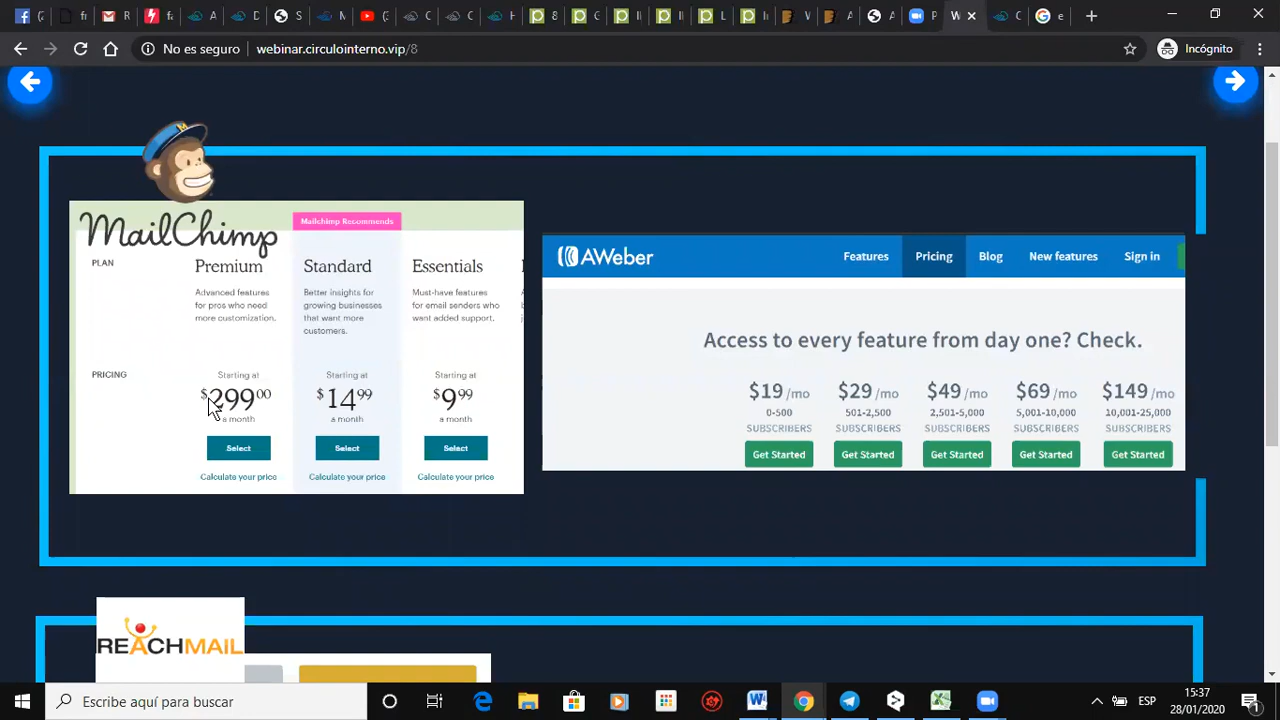 No es seguro
webinar.circulointerno.vip/8
Incógnito
MailChimp
Mailchimp Recommends
PLAN
Premium
Standard
Essentials
Advanced features
for pros who need
more customization.
Better insights for
growing businesses
that want more
customers.
Must-have features
for email senders who
want added support.
PRICING
Starting at
$299⁰⁰
a month
Select
Calculate your price
Starting at
$14⁹⁹
a month
Select
Calculate your price
Starting at
$9⁹⁹
a month
Select
Calculate your price
AWeber
Features
Pricing
Blog
New features
Sign in
Access to every feature from day one? Check.
$19 /mo
0-500
SUBSCRIBERS
Get Started
$29 /mo
501-2,500
SUBSCRIBERS
Get Started
$49 /mo
2,501-5,000
SUBSCRIBERS
Get Started
$69 /mo
5,001-10,000
SUBSCRIBERS
Get Started
$149 /mo
10,001-25,000
SUBSCRIBERS
Get Started
REACHMAIL
Escribe aquí para buscar
ESP
15:37
28/01/2020